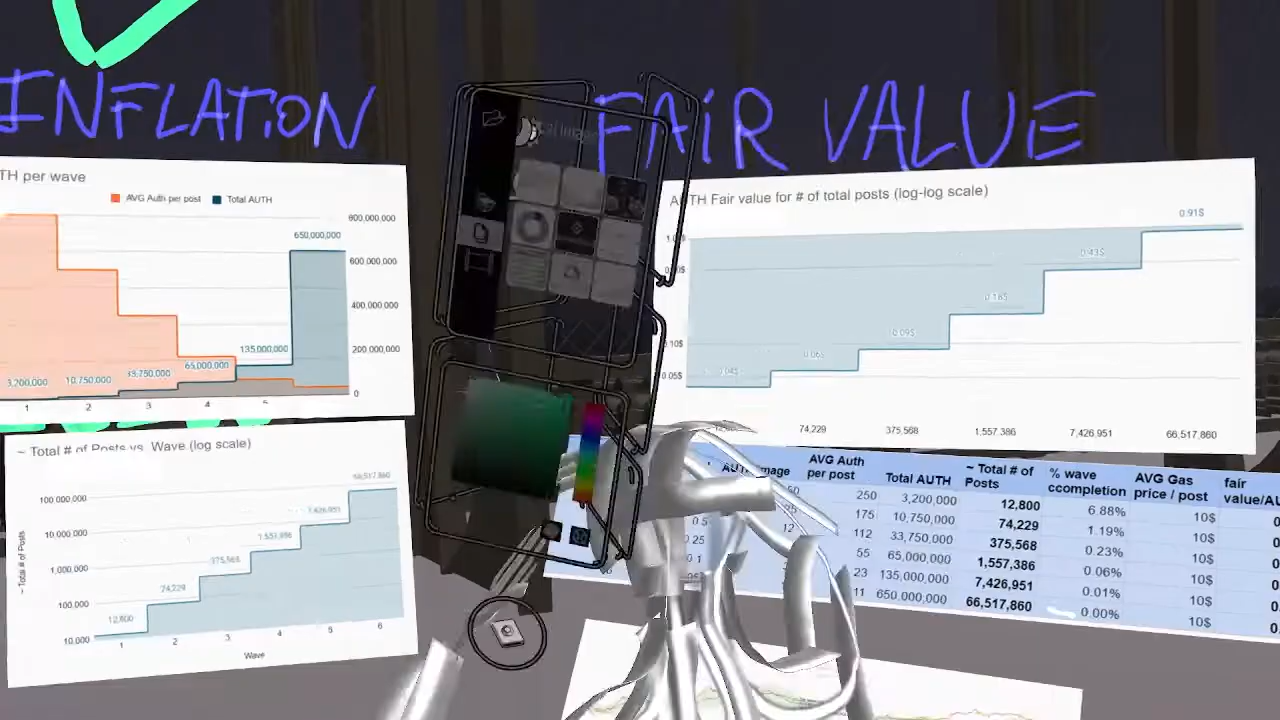 INFLATION
FAIR VALUE
TH per wave
AVG Auth per post
Total AUTH
800,000,000
650,000,000
600,000,000
400,000,000
200,000,000
135,000,000
65,000,000
33,750,000
10,750,000
3,200,000
0
1
2
3
4
AUTH Fair value for # of total posts (log-log scale)
0.91$
0.43$
0.18$
0.09$
0.06$
0.04$
0.10$
0.05$
74,229
375,568
1,557,386
7,426,951
66,517,860
~ Total # of Posts vs. Wave (log scale)
~ Total # of Posts
100,000,000
10,000,000
1,000,000
100,000
10,000
12,800
74,229
375,568
1,557,386
7,426,951
66,517,860
1
2
3
4
5
6
Wave
AVG Auth per post
Total AUTH
~ Total # of Posts
% wave ccompletion
AVG Gas price / post
fair
250 3,200,000 12,800 6.88% 10$
175 10,750,000 74,229 1.19% 10$
112 33,750,000 375,568 0.23% 10$
55 65,000,000 1,557,386 0.06% 10$
23 135,000,000 7,426,951 0.01% 10$
11 650,000,000 66,517,860 0.00% 10$